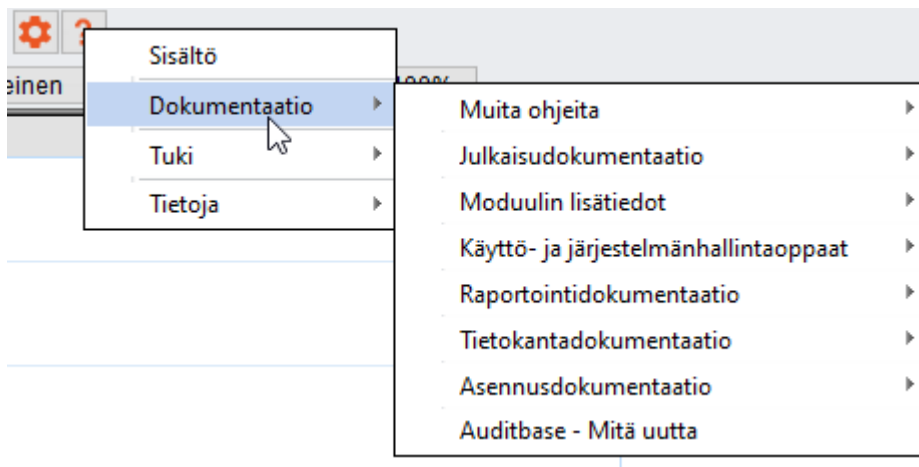 ?
Sisältö
einen
100%
Dokumentaatio
Tuki
Tietoja
Muita ohjeita
Julkaisudokumentaatio
Moduulin lisätiedot
Käyttö- ja järjestelmänhallintaoppaat
Raportointidokumentaatio
Tietokantadokumentaatio
Asennusdokumentaatio
Auditbase - Mitä uutta